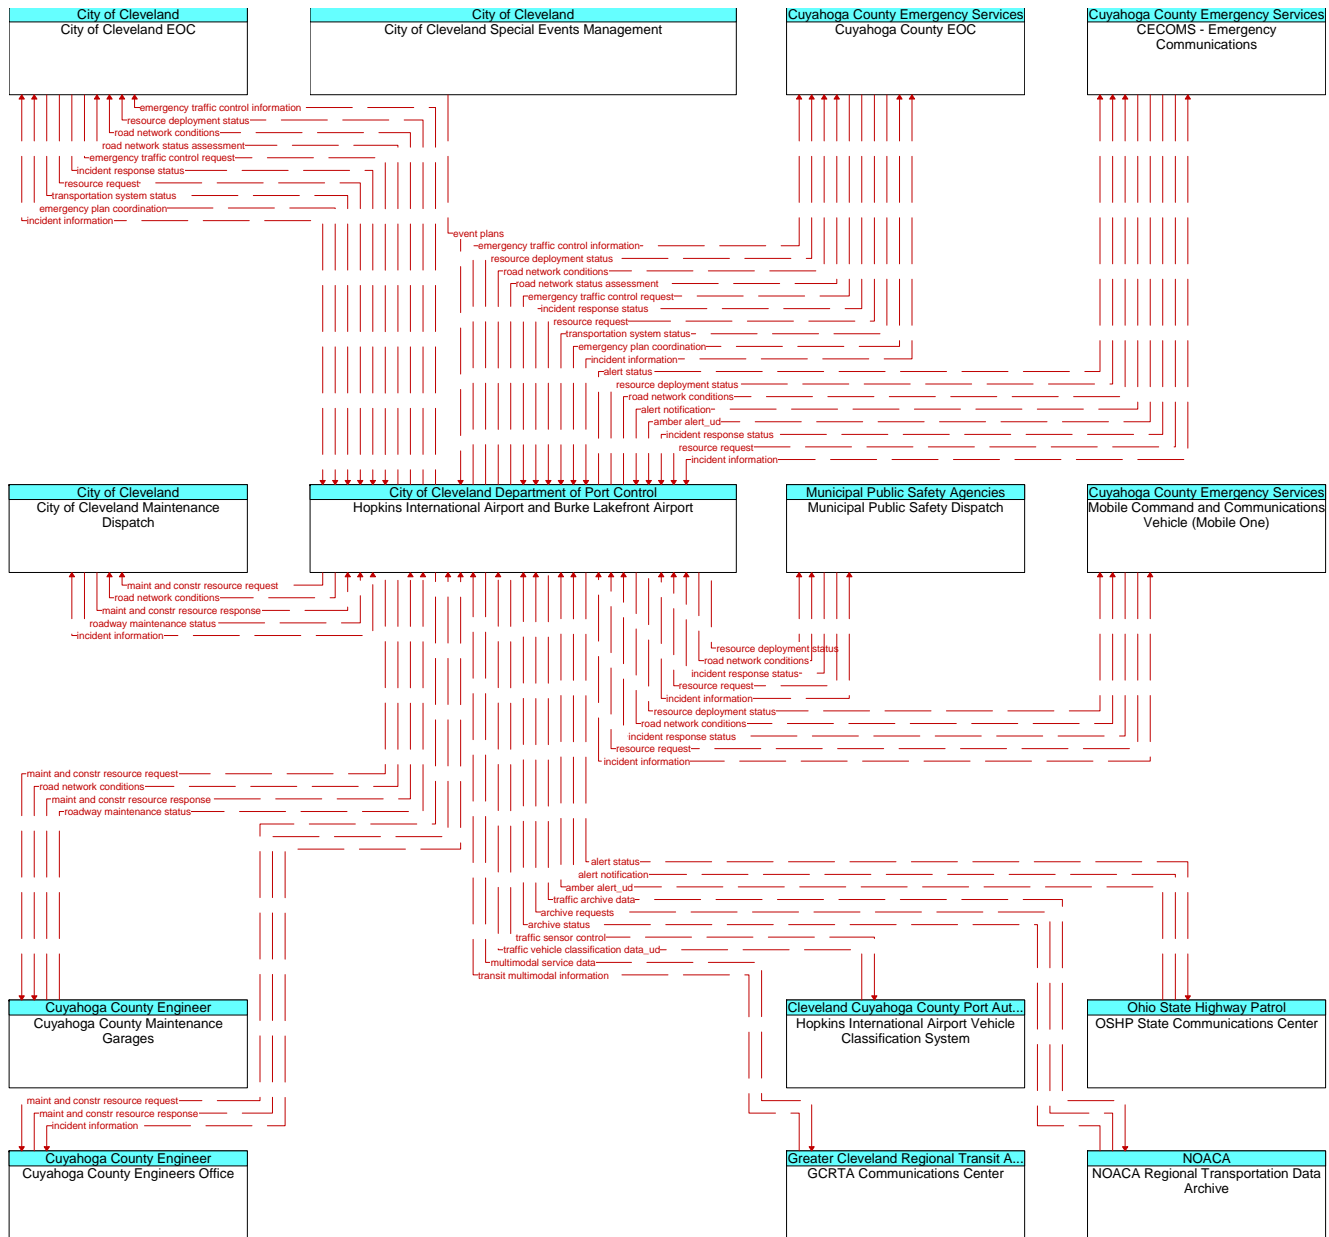 City of Cleveland
City of Cleveland EOC
City of Cleveland
City of Cleveland Special Events Management
Cuyahoga County Emergency Services
Cuyahoga County EOC
Cuyahoga County Emergency Services
CECOMS - Emergency
Communications
emergency traffic control information
resource deployment status
road network conditions
road network status assessment
emergency traffic control request
incident response status
resource request
transportation system status
emergency plan coordination
incident information
event plans
emergency traffic control information
resource deployment status
road network conditions
road network status assessment
emergency traffic control request
incident response status
resource request
transportation system status
emergency plan coordination
incident information
alert status
resource deployment status
road network conditions
alert notification
amber alert_ud
incident response status
resource request
incident information
City of Cleveland
City of Cleveland Maintenance
Dispatch
City of Cleveland Department of Port Control
Hopkins International Airport and Burke Lakefront Airport
Municipal Public Safety Agencies
Municipal Public Safety Dispatch
Cuyahoga County Emergency Services
Mobile Command and Communications
Vehicle (Mobile One)
maint and constr resource request
road network conditions
maint and constr resource response
roadway maintenance status
incident information
resource deployment status
road network conditions
incident response status
resource request
incident information
resource deployment status
road network conditions
incident response status
resource request
incident information
maint and constr resource request
road network conditions
maint and constr resource response
roadway maintenance status
alert status
alert notification
amber alert_ud
traffic archive data
archive requests
archive status
traffic sensor control
traffic vehicle classification data_ud
multimodal service data
transit multimodal information
Cuyahoga County Engineer
Cuyahoga County Maintenance
Garages
Cleveland Cuyahoga County Port Aut...
Hopkins International Airport Vehicle
Classification System
Ohio State Highway Patrol
OSHP State Communications Center
maint and constr resource request
maint and constr resource response
incident information
Cuyahoga County Engineer
Cuyahoga County Engineers Office
Greater Cleveland Regional Transit A...
GCRTA Communications Center
NOACA
NOACA Regional Transportation Data
Archive